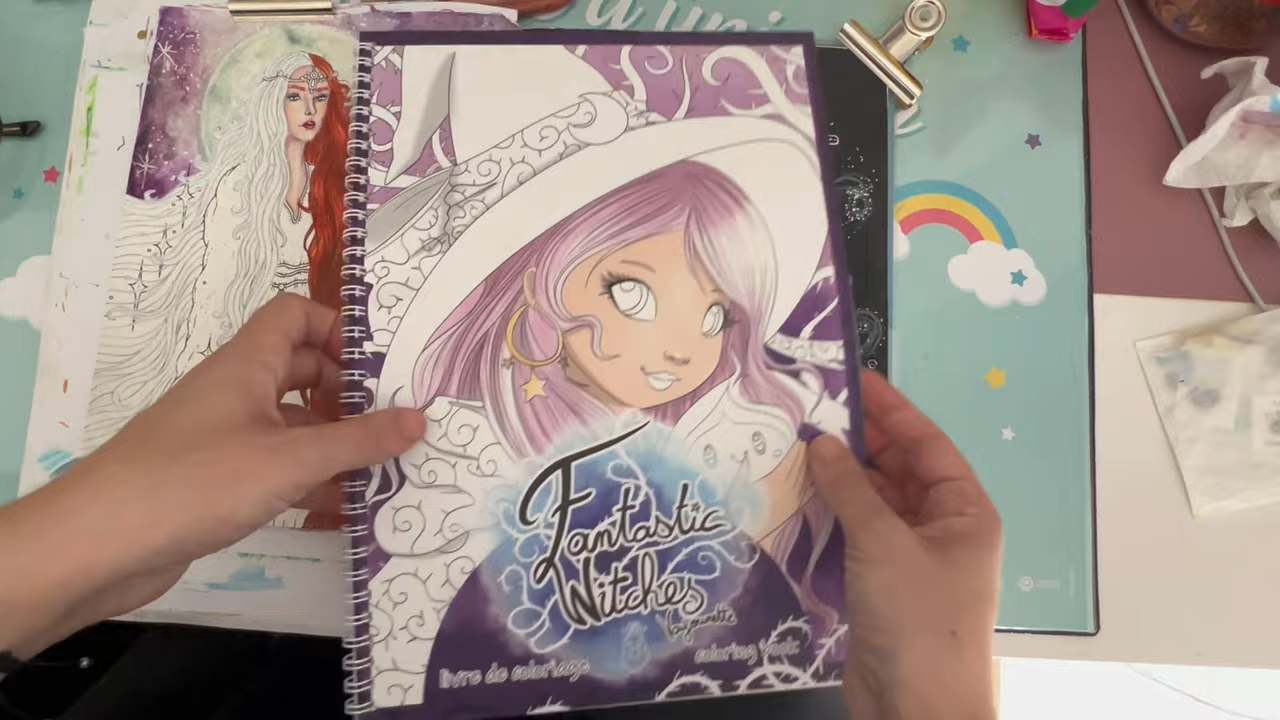 Fantastic
Witches
livre de coloriage
coloring book